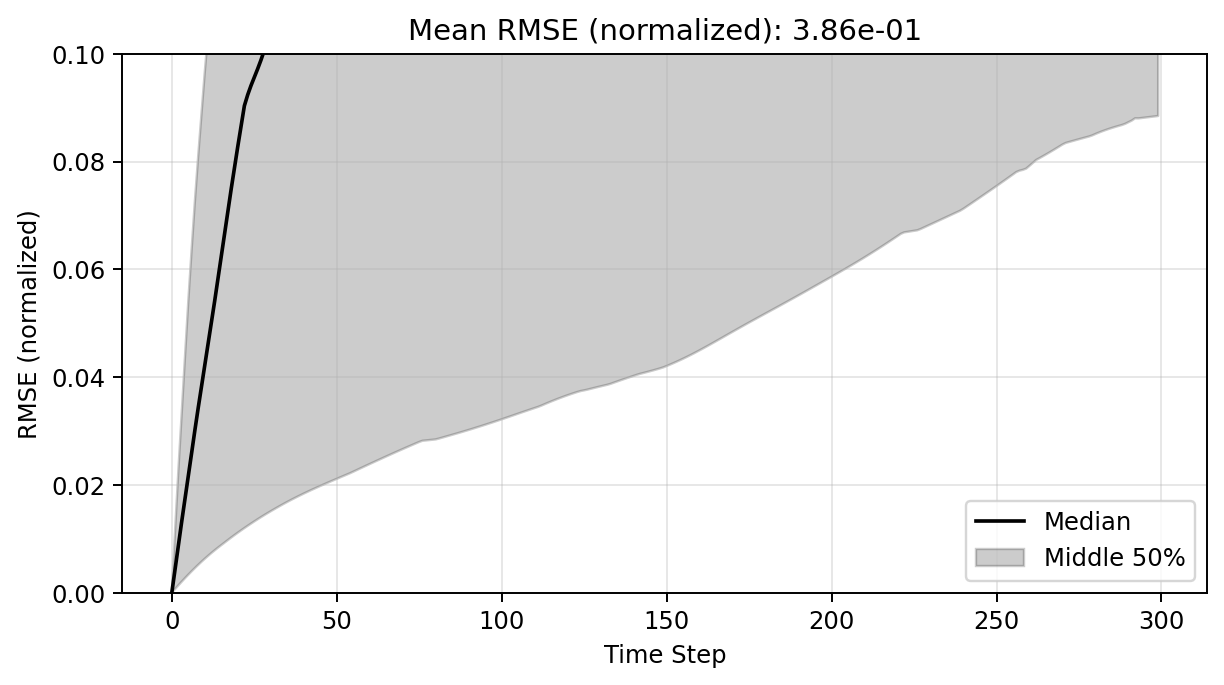 Mean RMSE (normalized): 3.86e-01
RMSE (normalized)
0.10
0.08
0.06
0.04
0.02
0.00
0 50 100 150 200 250 300
Time Step
Median
Middle 50%